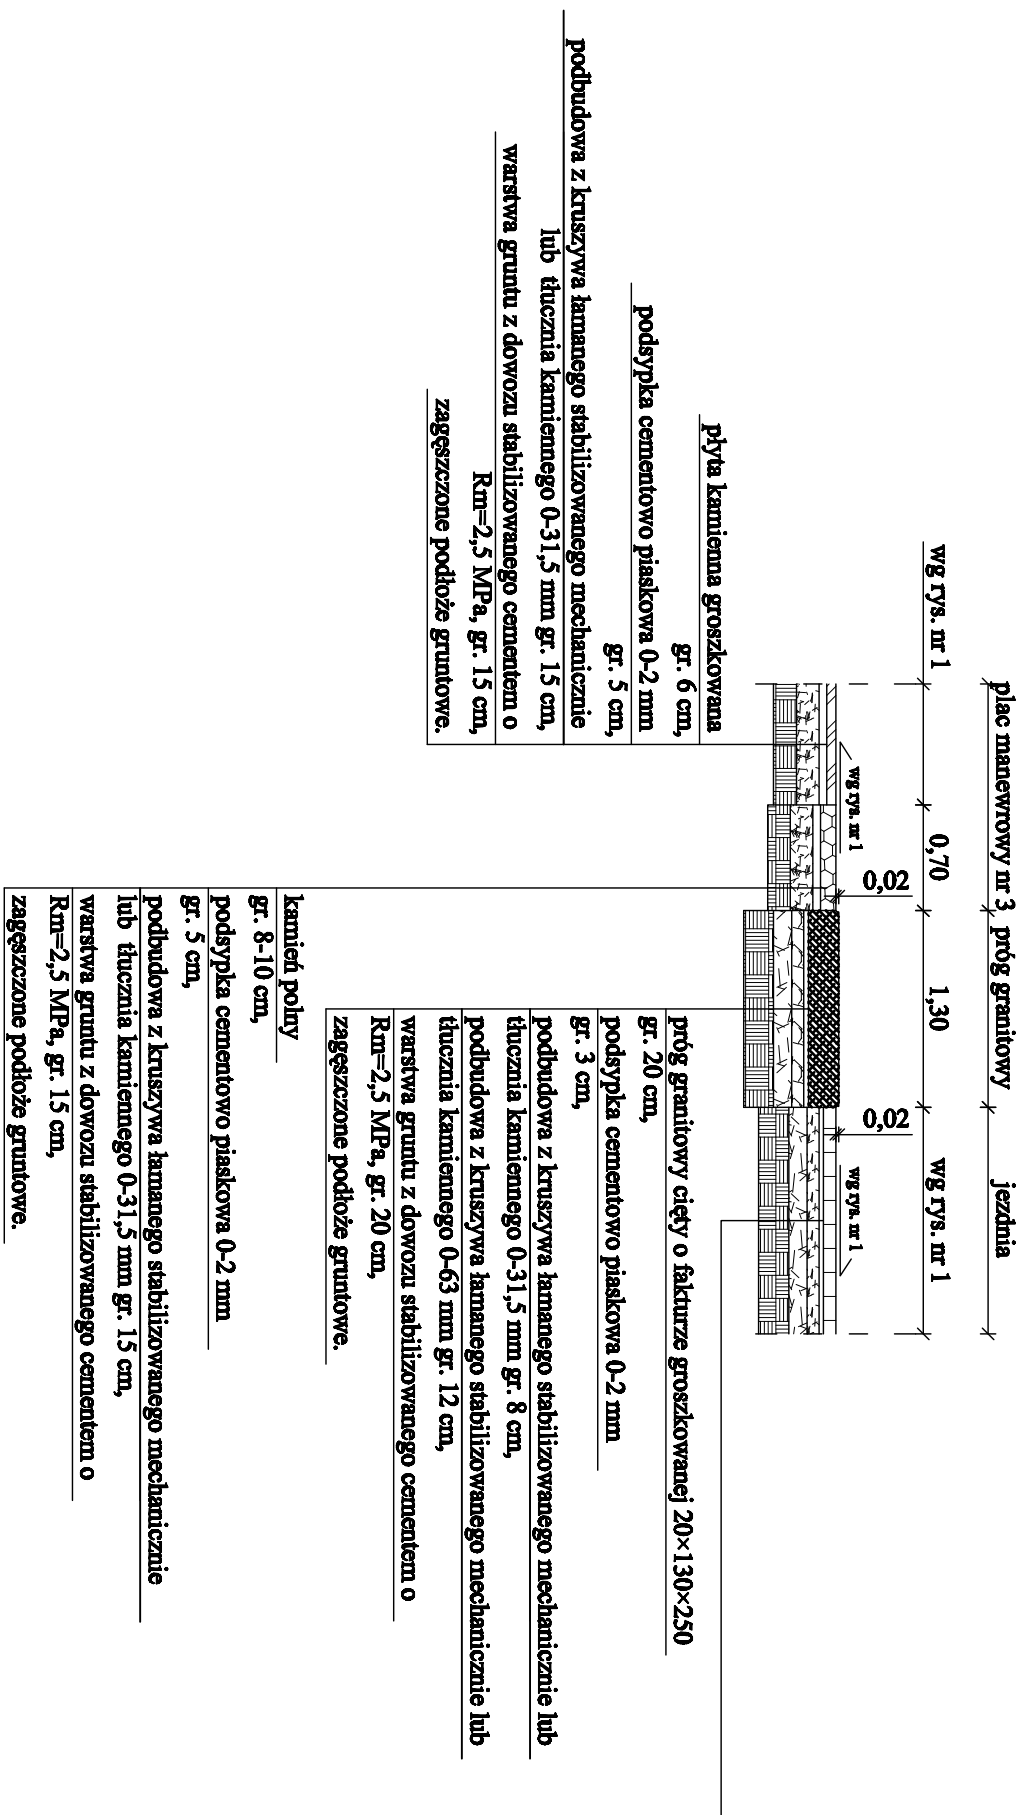 plac manewrowy nr 3
próg granitowy
jezdnia
wg rys. nr 1
0,70
1,30
wg rys. nr 1
0,02
0,02
wg rys. nr 1
wg rys. nr 1
płyta kamienna groszkowana
gr. 6 cm,
podsypka cementowo piaskowa 0-2 mm
gr. 5 cm,
podbudowa z kruszywa łamanego stabilizowanego mechanicznie
lub tłucznia kamiennego 0-31,5 mm gr. 15 cm,
warstwa gruntu z dowozu stabilizowanego cementem o
Rm=2,5 MPa, gr. 15 cm,
zagęszczone podłoże gruntowe.
próg granitowy cięty o fakturze groszkowanej 20×130×250
gr. 20 cm,
podsypka cementowo piaskowa 0-2 mm
gr. 3 cm,
podbudowa z kruszywa łamanego stabilizowanego mechanicznie lub
tłucznia kamiennego 0-31,5 mm gr. 8 cm,
podbudowa z kruszywa łamanego stabilizowanego mechanicznie lub
tłucznia kamiennego 0-63 mm gr. 12 cm,
warstwa gruntu z dowozu stabilizowanego cementem o
Rm=2,5 MPa, gr. 20 cm,
zagęszczone podłoże gruntowe.
kamień polny
gr. 8-10 cm,
podsypka cementowo piaskowa 0-2 mm
gr. 5 cm,
podbudowa z kruszywa łamanego stabilizowanego mechanicznie
lub tłucznia kamiennego 0-31,5 mm gr. 15 cm,
warstwa gruntu z dowozu stabilizowanego cementem o
Rm=2,5 MPa, gr. 15 cm,
zagęszczone podłoże gruntowe.